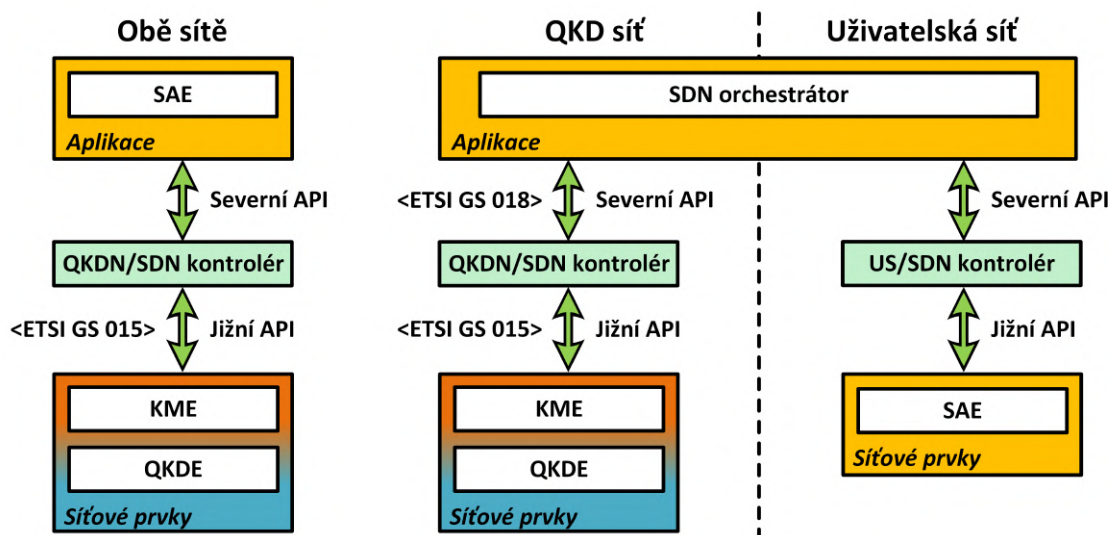 Obě sítě
SAE
Aplikace
Severní API
QKDN/SDN kontrolér
<ETSI GS 015>
Jižní API
KME
QKDE
Síťové prvky
QKD síť
Uživatelská síť
SDN orchestrátor
Aplikace
<ETSI GS 018>
Severní API
Severní API
QKDN/SDN kontrolér
US/SDN kontrolér
<ETSI GS 015>
Jižní API
Jižní API
KME
QKDE
Síťové prvky
SAE
Síťové prvky